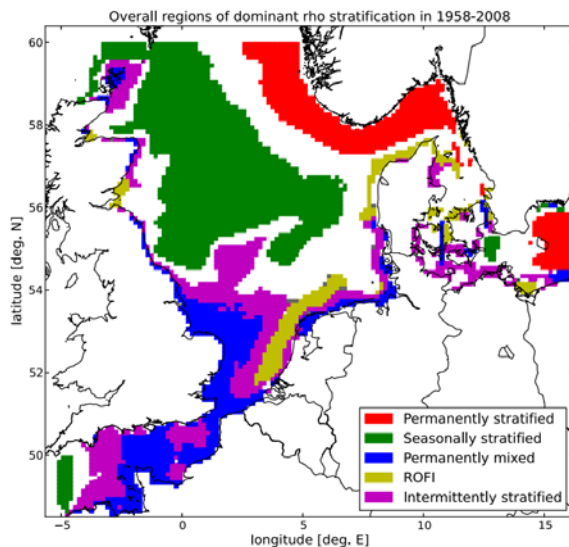 Overall regions of dominant rho stratification in 1958-2008
60
58
56
54
52
50
latitude [deg. N]
Permanently stratified
Seasonally stratified
Permanently mixed
ROFI
Intermittently stratified
-5 0 5 10 15
longitude [deg. E]